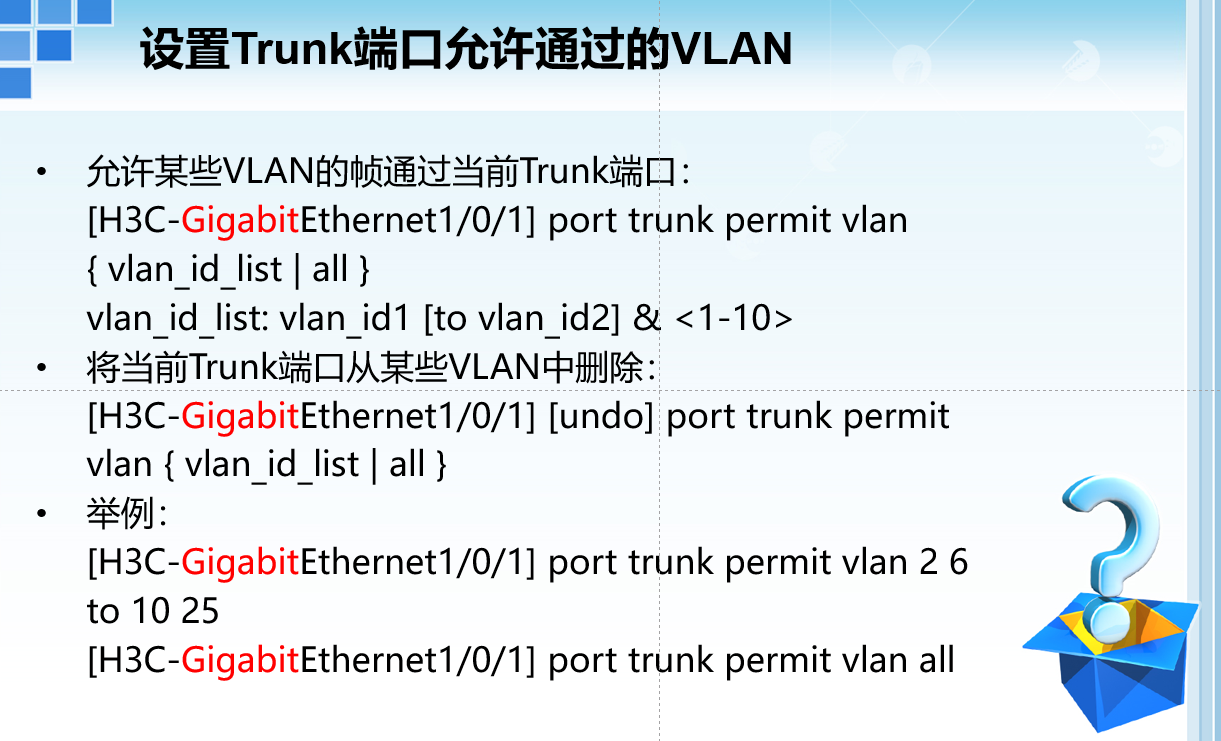 设置Trunk端口允许通过的VLAN
• 允许某些VLAN的帧通过当前Trunk端口：
[H3C-GigabitEthernet1/0/1] port trunk permit vlan
{ vlan_id_list | all }
vlan_id_list: vlan_id1 [to vlan_id2] & <1-10>
• 将当前Trunk端口从某些VLAN中删除：
[H3C-GigabitEthernet1/0/1] [undo] port trunk permit
vlan { vlan_id_list | all }
• 举例：
[H3C-GigabitEthernet1/0/1] port trunk permit vlan 2 6
to 10 25
[H3C-GigabitEthernet1/0/1] port trunk permit vlan all